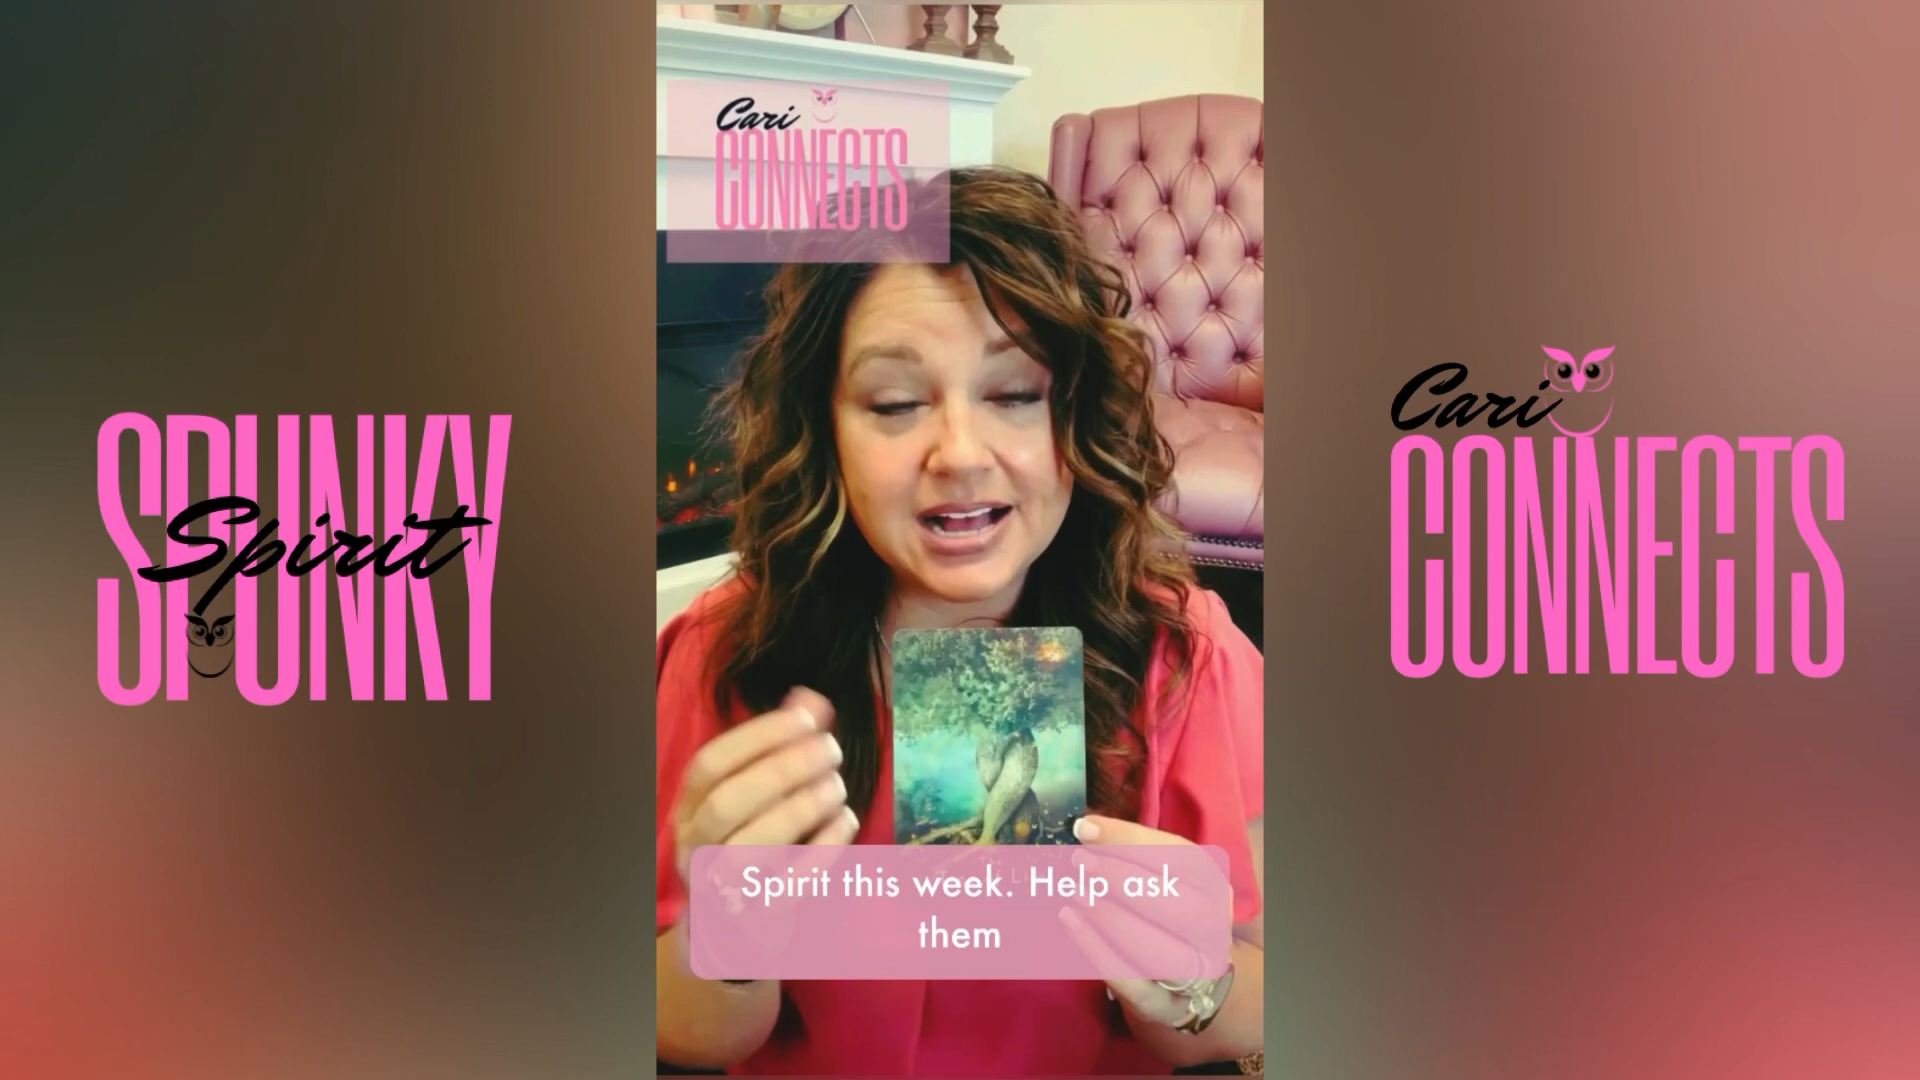 SPUNKY
Spirit
Cari
CONNECTS
Spirit this week. Help ask
them
Cari
CONNECTS